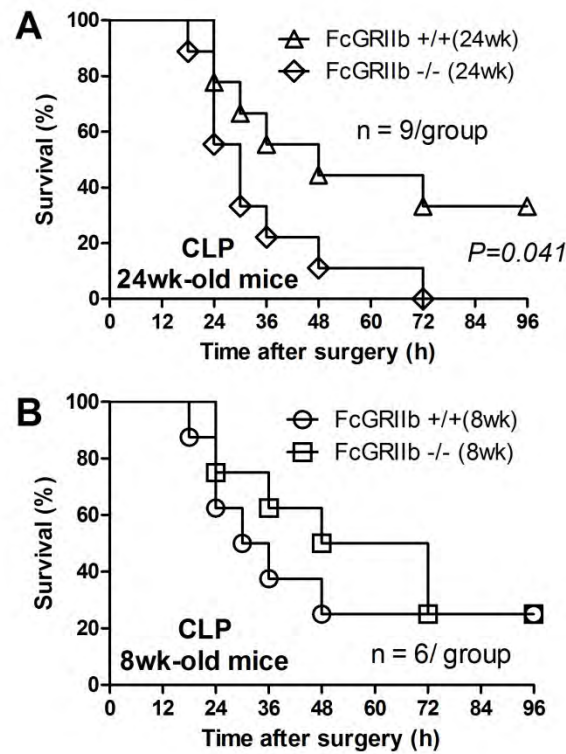 A
100
80
60
40
20
0
Survival (%)
FcGRIIb +/+(24wk)
FcGRIIb -/- (24wk)
n = 9/group
CLP
24wk-old mice
P=0.041
0 12 24 36 48 60 72 84 96
Time after surgery (h)
B
100
80
60
40
20
0
Survival (%)
FcGRIIb +/+(8wk)
FcGRIIb -/- (8wk)
CLP
8wk-old mice
n = 6/ group
0 12 24 36 48 60 72 84 96
Time after surgery (h)